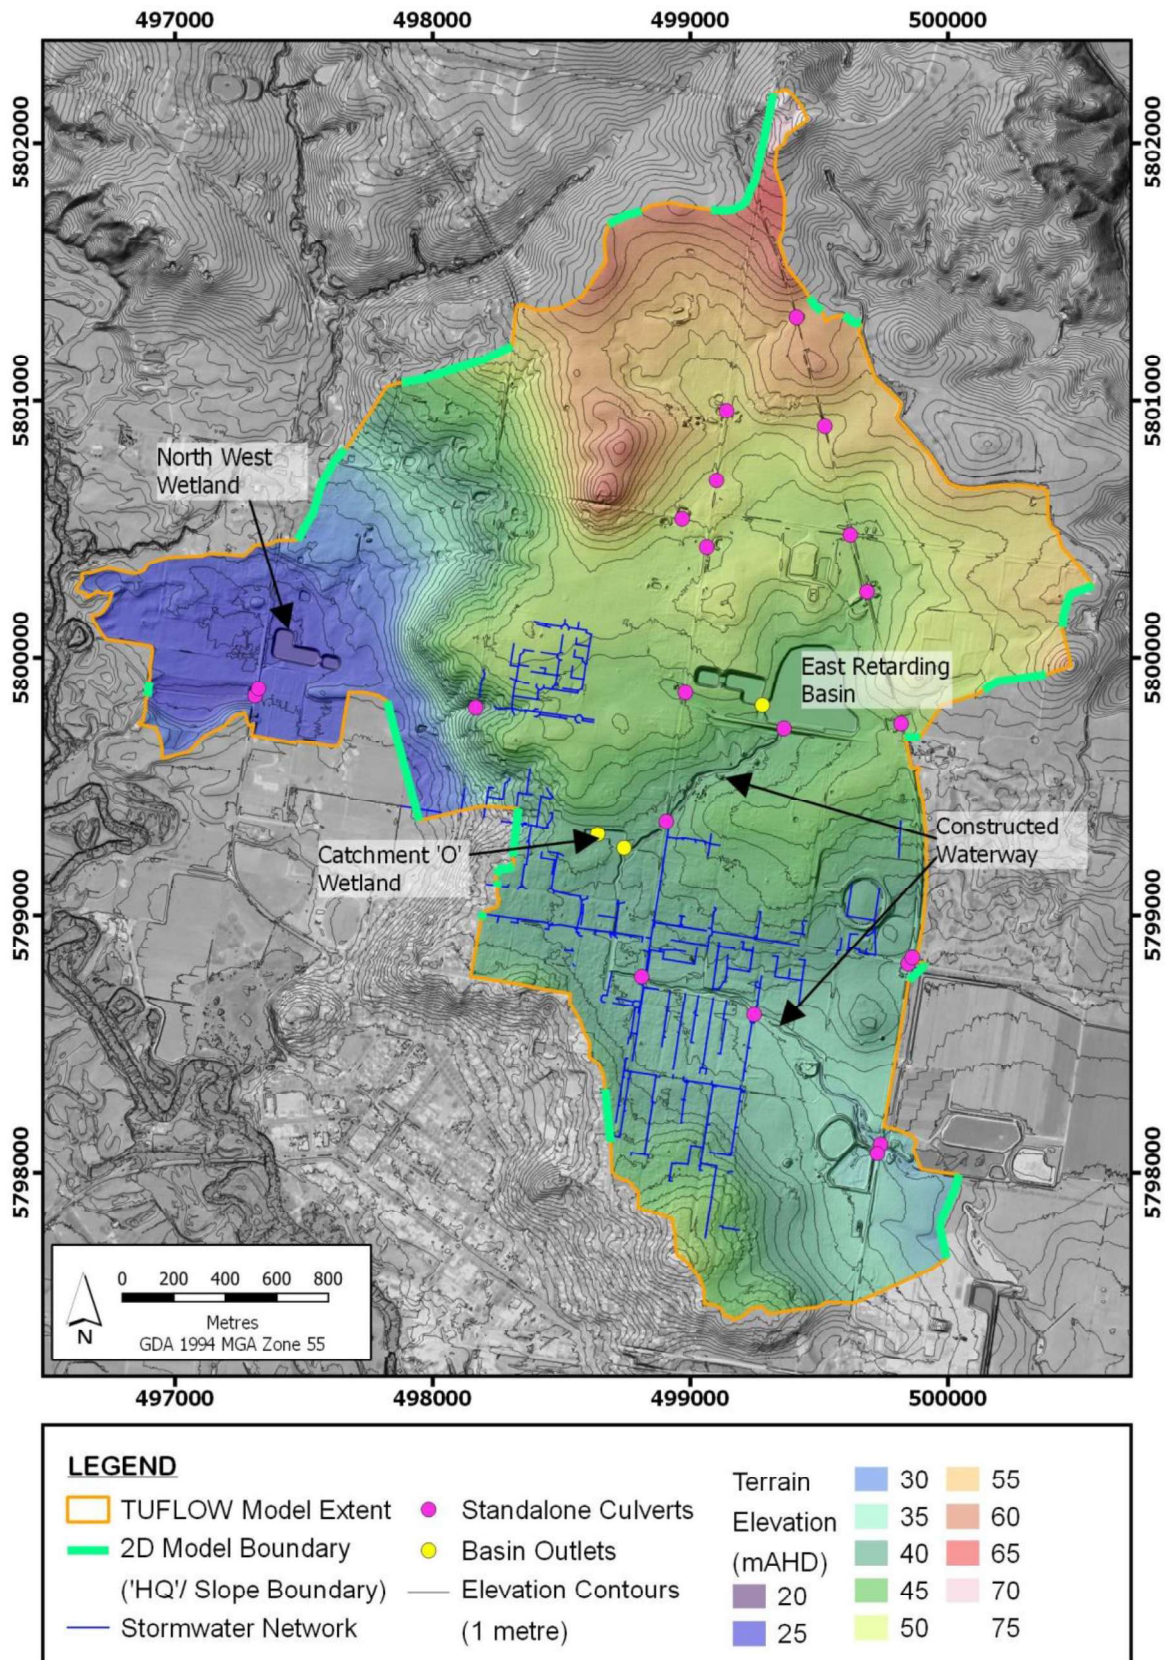 497000 498000 499000 500000
5802000
5802000
5801000
5801000
North West
Wetland
5800000
5800000
East Retarding
Basin
Constructed
Waterway
Catchment 'O'
Wetland
5799000
5799000
5798000
5798000
0 200 400 600 800
Metres
GDA 1994 MGA Zone 55
N
497000 498000 499000 500000
LEGEND
TUFLOW Model Extent
2D Model Boundary
('HQ'/ Slope Boundary)
Stormwater Network
Standalone Culverts
Basin Outlets
Elevation Contours
(1 metre)
Terrain
Elevation
(mAHD)
20
25
30
35
40
45
50
55
60
65
70
75